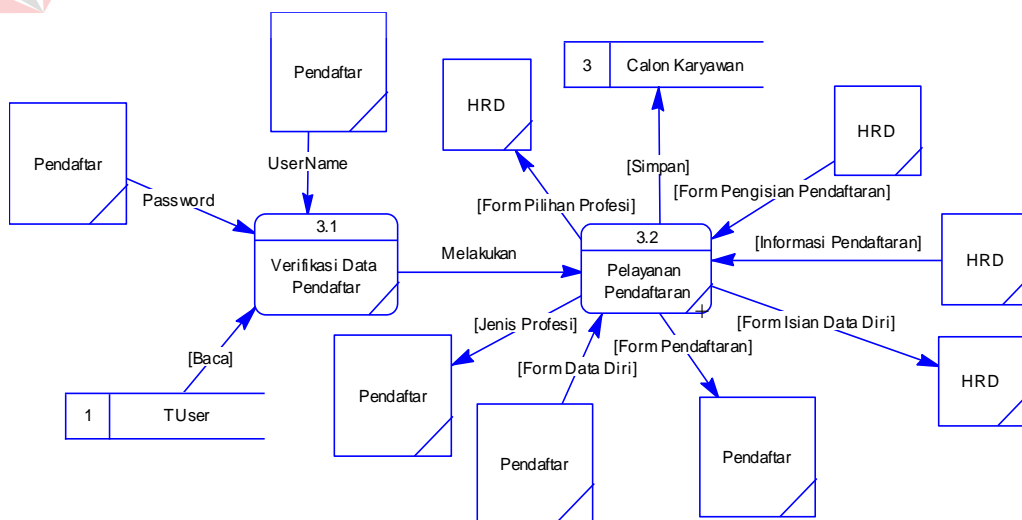 Pendaftar
3
Calon Karyawan
HRD
HRD
Pendaftar
UserName
[Simpan]
[Form Pengisian Pendaftaran]
Password
[Form Pilihan Profesi]
3.1
3.2
[Informasi Pendaftaran]
Verifikasi Data
Pendaftar
Melakukan
Pelayanan
Pendaftaran
HRD
[Jenis Profesi]
[Form Isian Data Diri]
[Baca]
[Form Data Diri]
[Form Pendaftaran]
HRD
1
TUser
Pendaftar
Pendaftar
Pendaftar